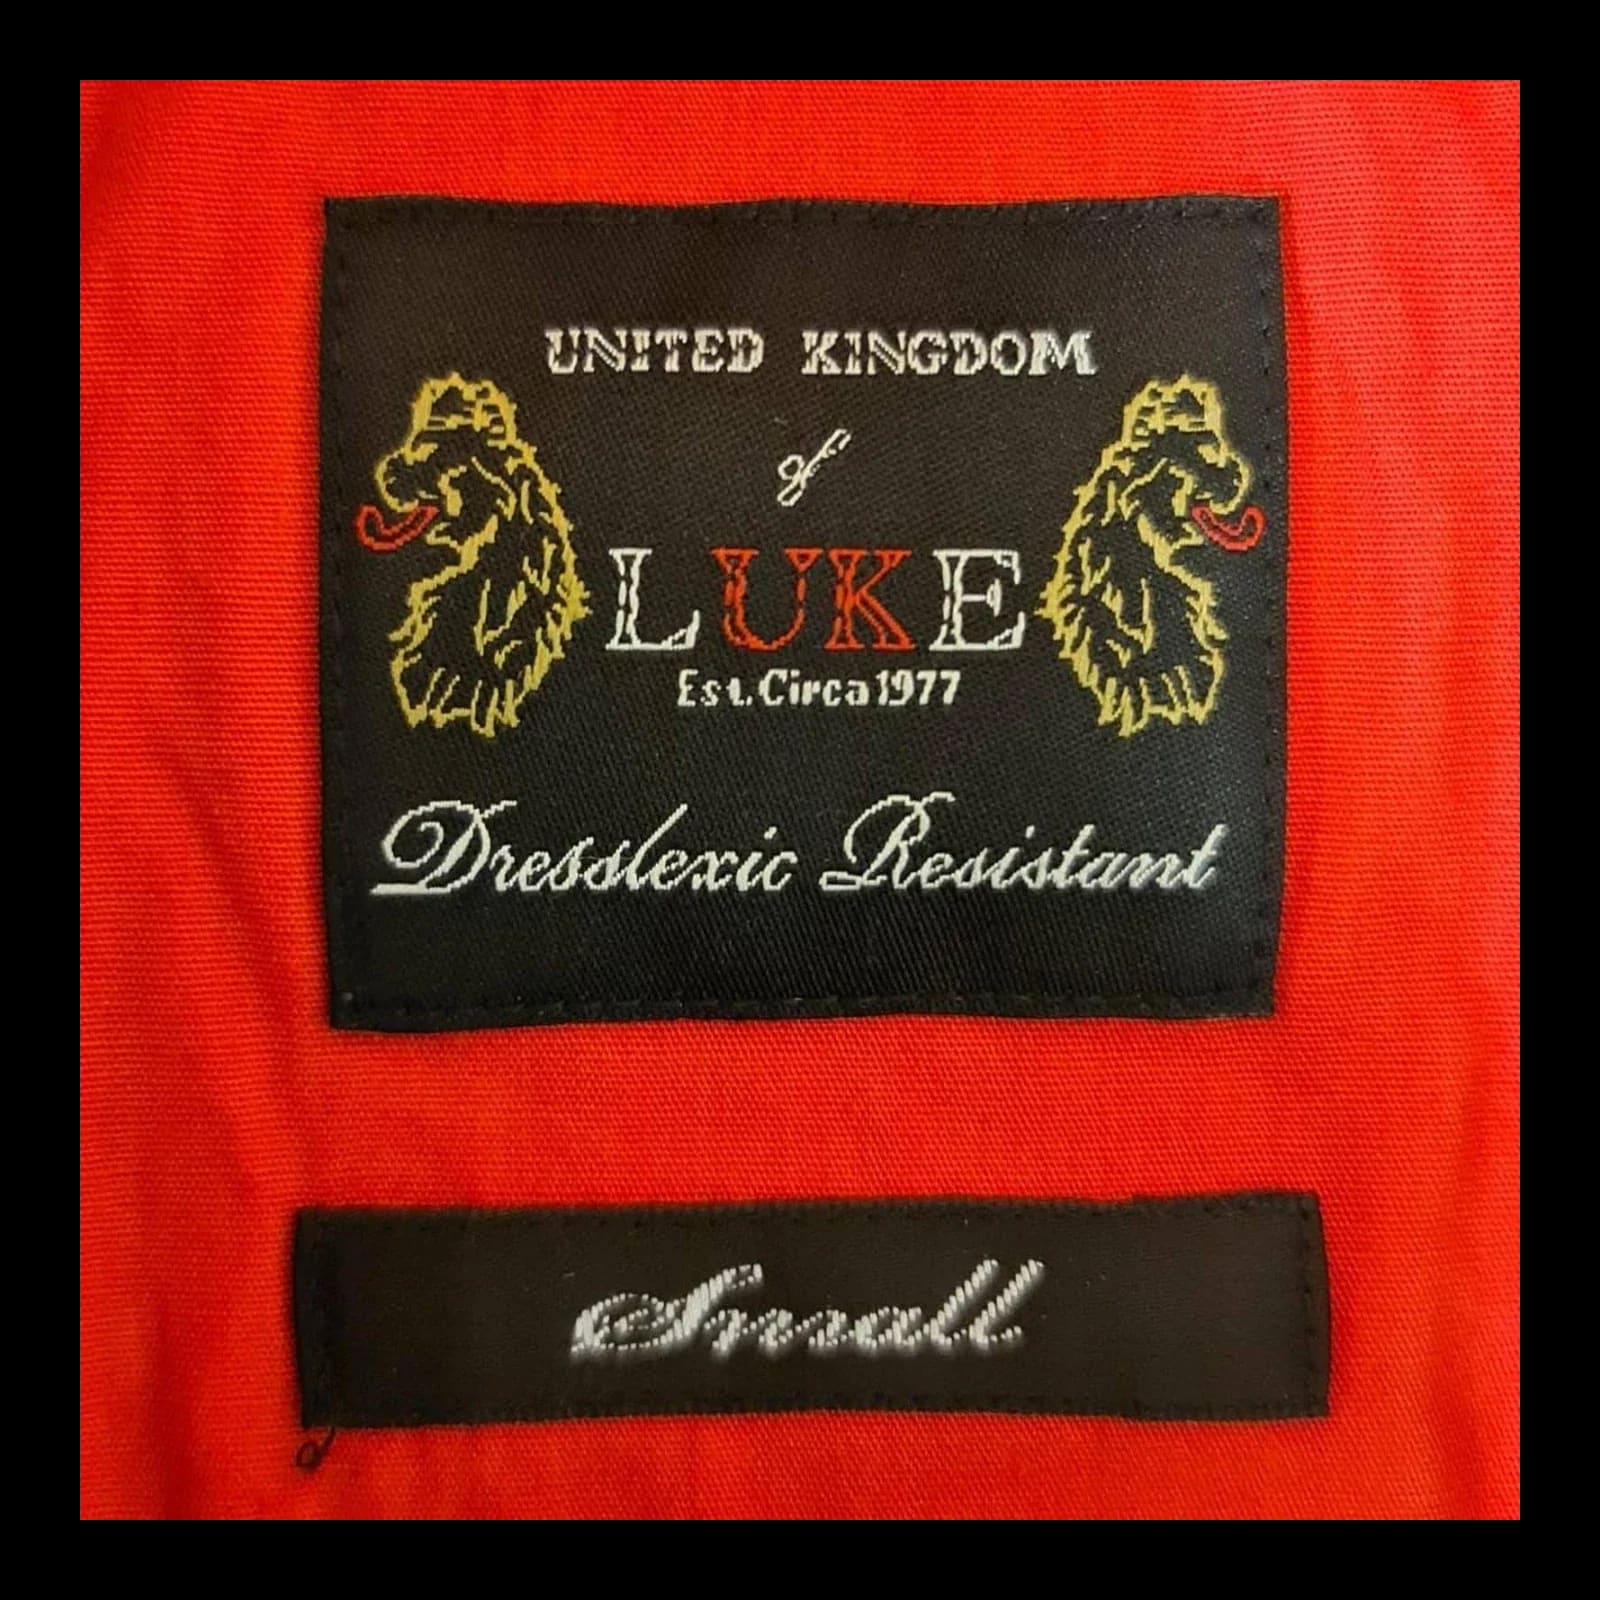 UNITED KINGDOM
of
LUKE
Est.Circa 1977
Dresslexic Resistant
Small